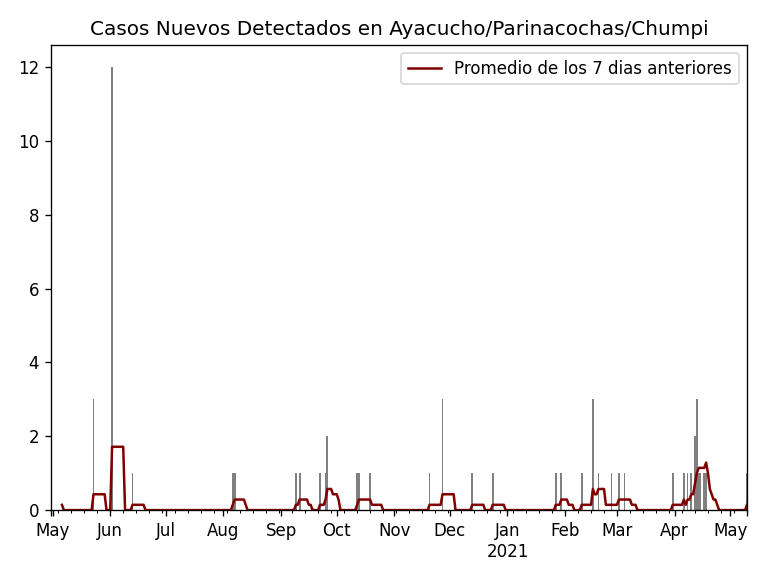 Casos Nuevos Detectados en Ayacucho/Parinacochas/Chumpi
Promedio de los 7 dias anteriores
12
10
8
6
4
2
0
May Jun Jul Aug Sep Oct Nov Dec Jan Feb Mar Apr May
2021